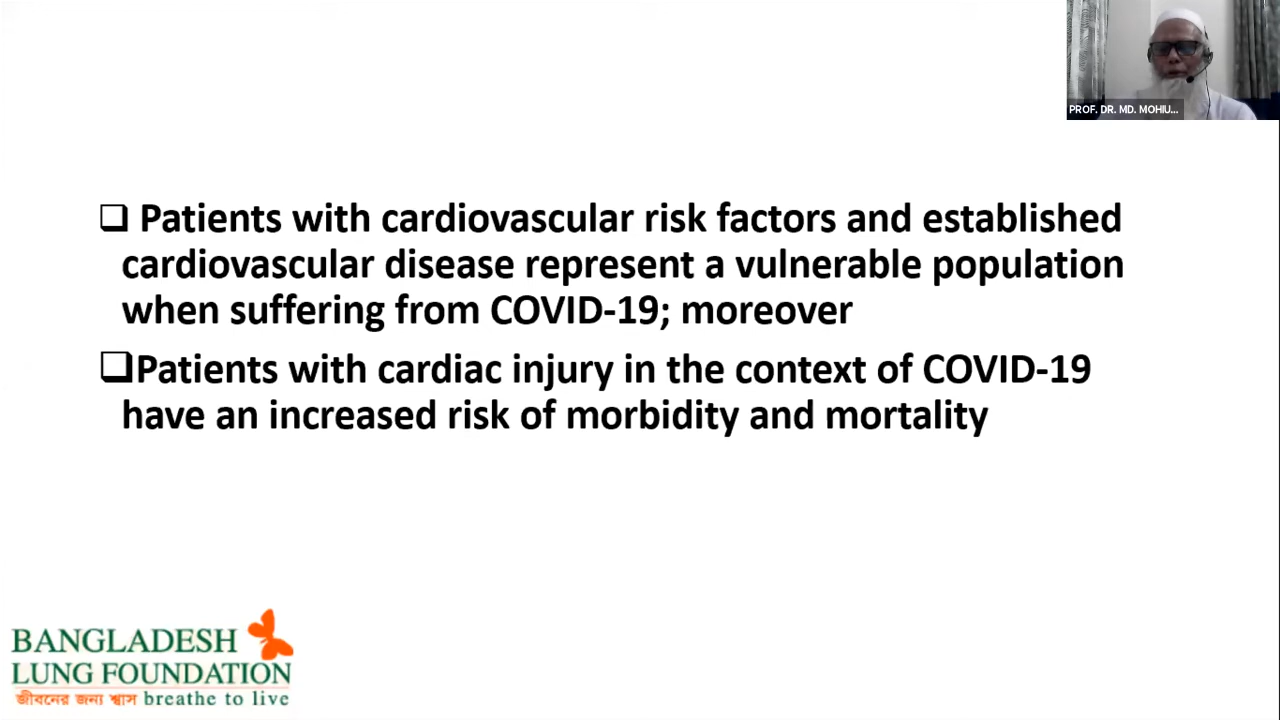 PROF. DR. MD. MOHIU...
❑ Patients with cardiovascular risk factors and established
cardiovascular disease represent a vulnerable population
when suffering from COVID-19; moreover
❑Patients with cardiac injury in the context of COVID-19
have an increased risk of morbidity and mortality
BANGLADESH
LUNG FOUNDATION
জীবনের জন্য শ্বাস breathe to live